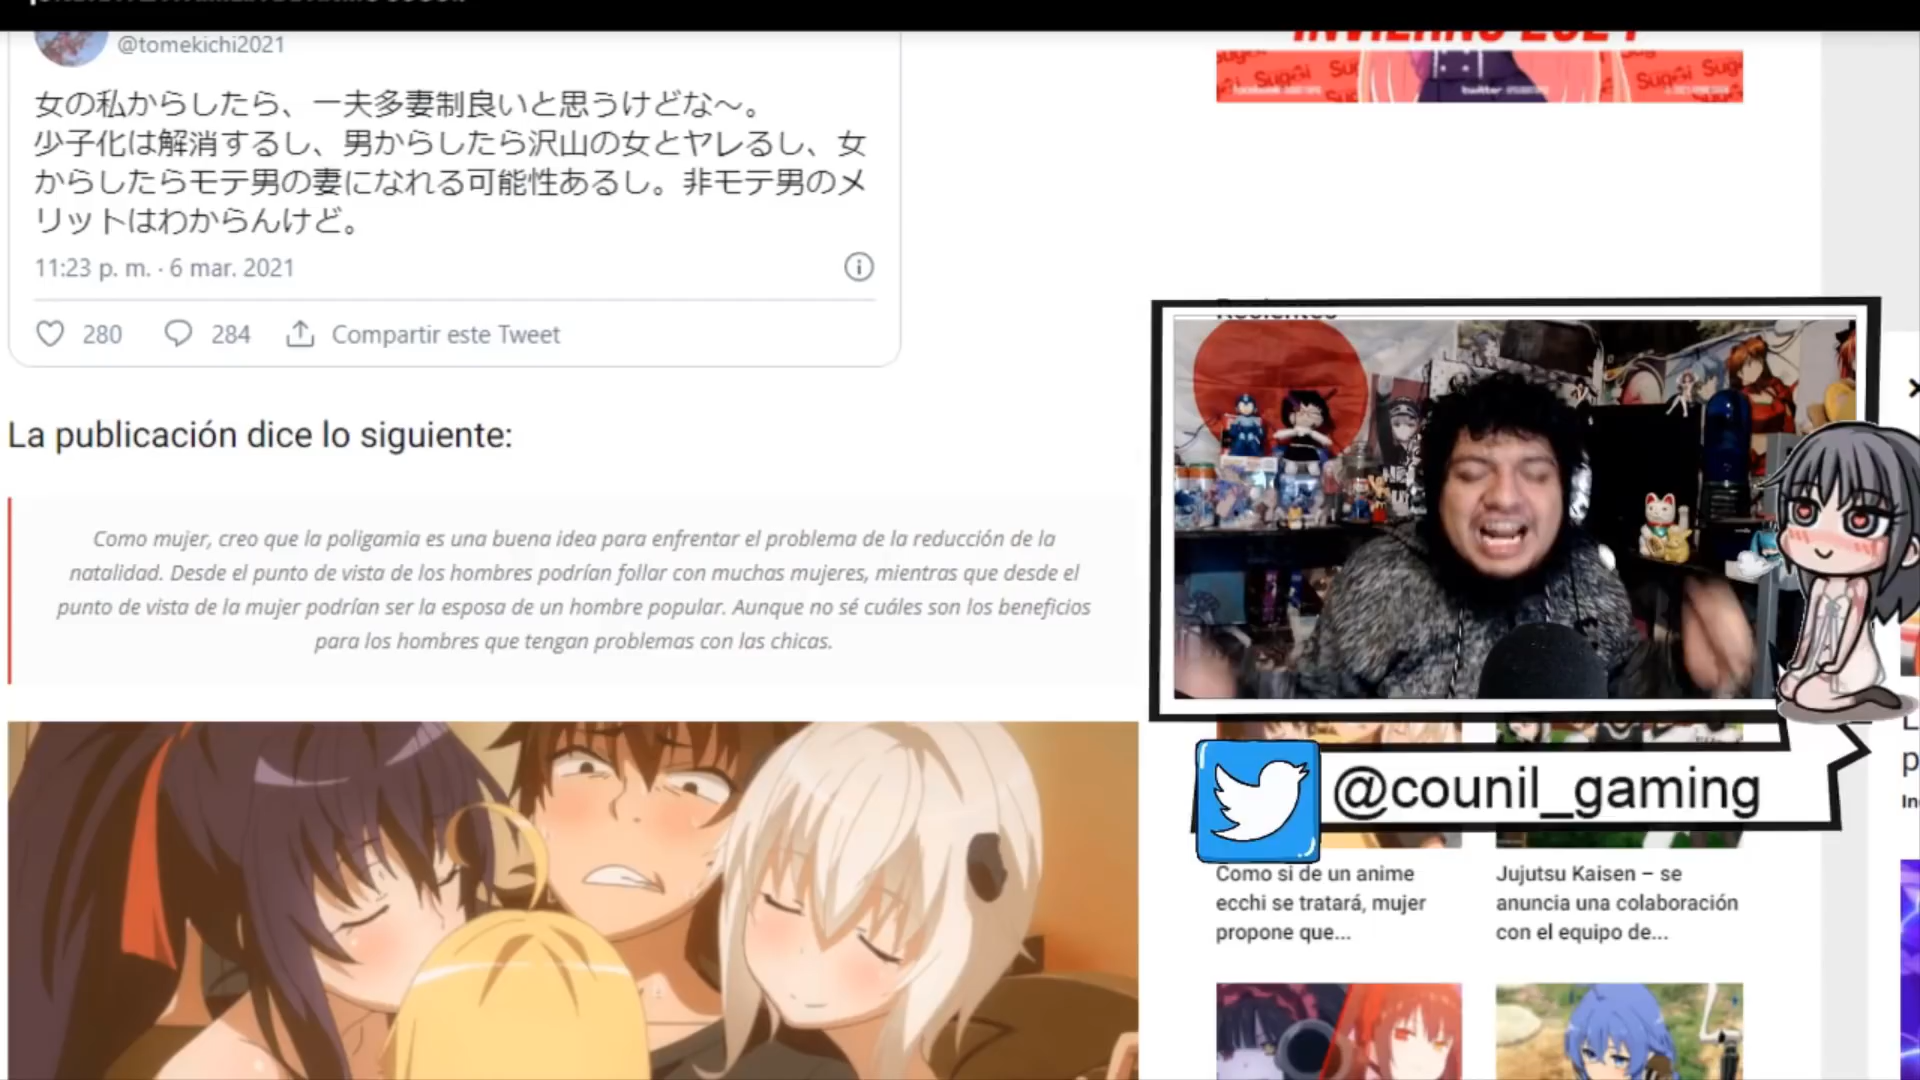 @tomekichi2021
女の私からしたら、一夫多妻制良いと思うけどな〜。
少子化は解消するし、男からしたら沢山の女とヤレるし、女
からしたらモテ男の妻になれる可能性あるし。非モテ男のメ
リットはわからんけど。
11:23 p. m. · 6 mar. 2021
280 284 Compartir este Tweet
La publicación dice lo siguiente:
Como mujer, creo que la poligamia es una buena idea para enfrentar el problema de la reducción de la
natalidad. Desde el punto de vista de los hombres podrían follar con muchas mujeres, mientras que desde el
punto de vista de la mujer podrían ser la esposa de un hombre popular. Aunque no sé cuáles son los beneficios
para los hombres que tengan problemas con las chicas.
INVIERNO 2021
Sugoi Sugoi Sugoi
Recientes
@counil_gaming
Como si de un anime
ecchi se tratará, mujer
propone que...
Jujutsu Kaisen – se
anuncia una colaboración
con el equipo de...